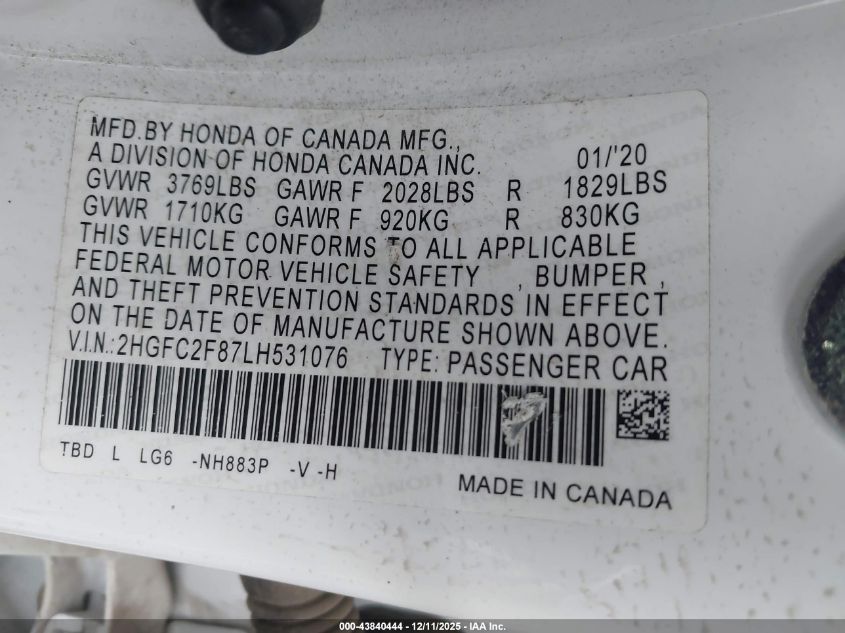 MFD.BY HONDA OF CANADA MFG.,
A DIVISION OF HONDA CANADA INC. 01/'20
GVWR 3769LBS GAWR F 2028LBS R 1829LBS
GVWR 1710KG GAWR F 920KG R 830KG
THIS VEHICLE CONFORMS TO ALL APPLICABLE
FEDERAL MOTOR VEHICLE SAFETY , BUMPER ,
AND THEFT PREVENTION STANDARDS IN EFFECT
ON THE DATE OF MANUFACTURE SHOWN ABOVE.
V.I.N.:2HGFC2F87LH531076 TYPE: PASSENGER CAR
TBD L LG6 -NH883P -V -H
MADE IN CANADA
000-43840444 - 12/11/2025 - IAA Inc.